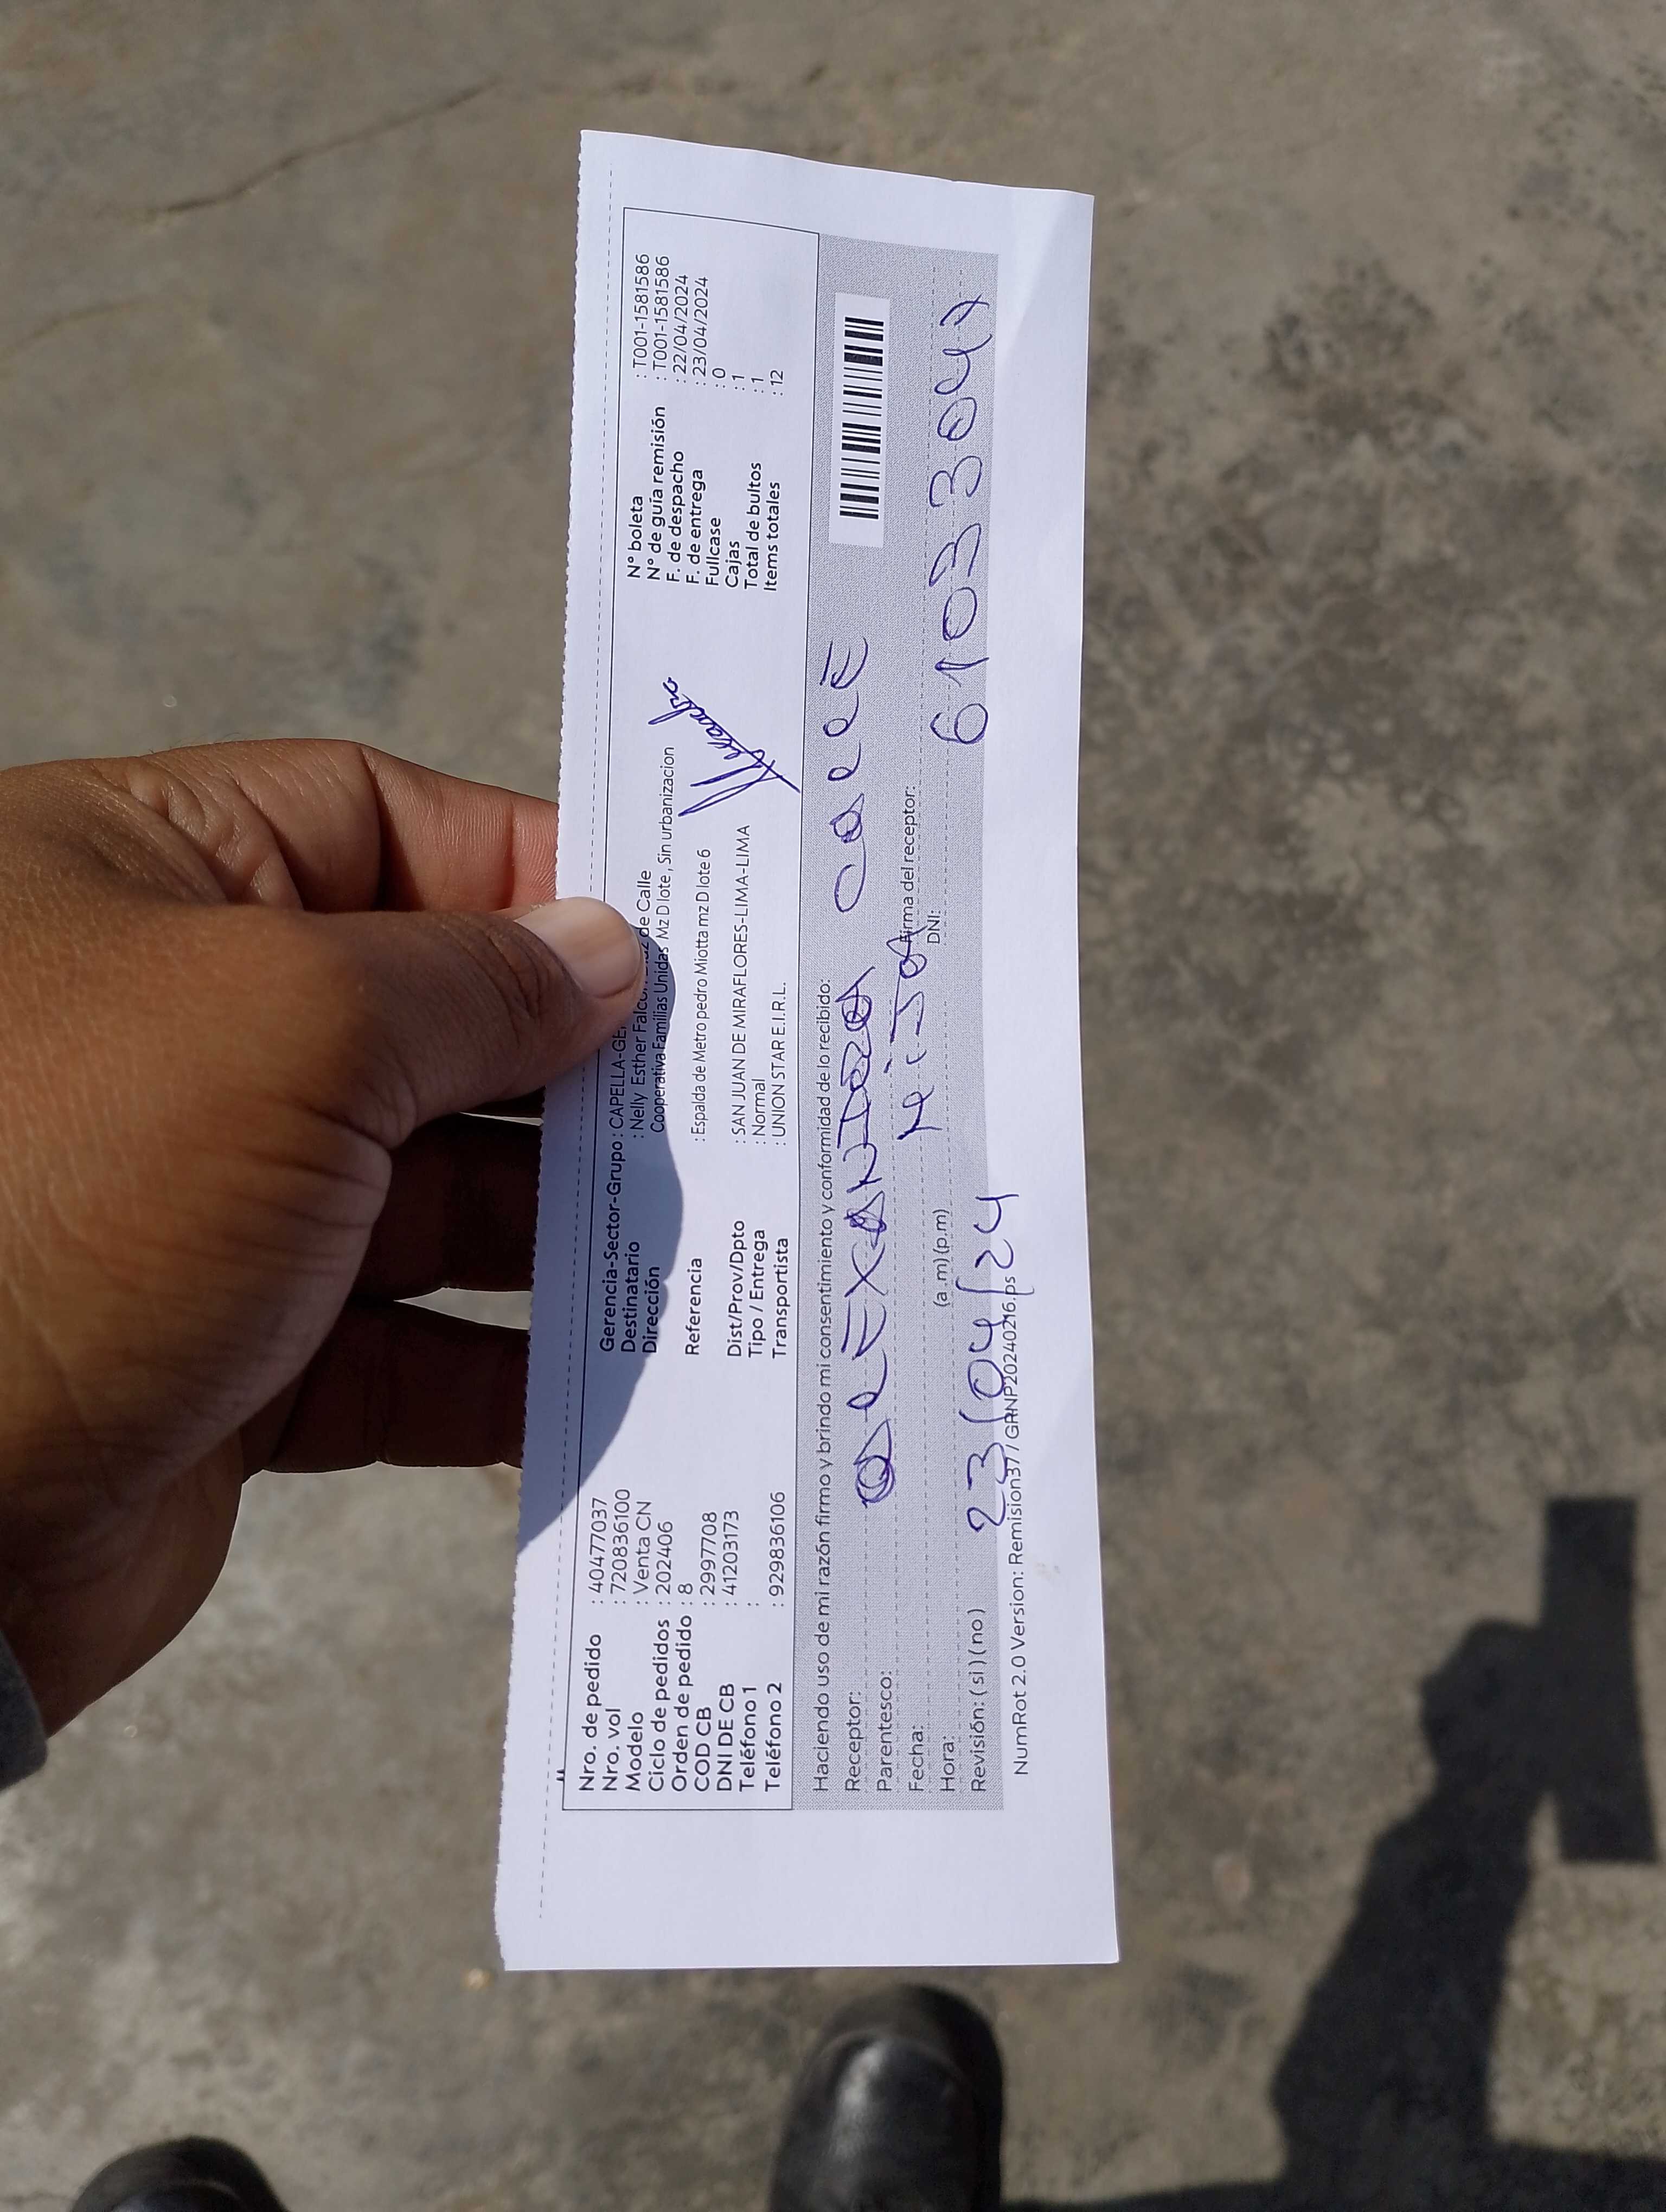 Nro. de pedido : 40477037
Nro. vol : 720836100
Modelo : Venta CN
Ciclo de pedidos : 202406
Orden de pedido : 8
COD CB : 2997708
DNI DE CB : 41203173
Teléfono 1 :
Teléfono 2 : 929836106
Gerencia-Sector-Grupo : CAPELLA-GE
Destinatario : Nelly Esther de Calle
Dirección Cooperativa Familias Unidas Mz D lote , Sin urbanizacion
Referencia : Espalda de Metro pedro Miotta mz D lote 6
Dist/Prov/Dpto : SAN JUAN DE MIRAFLORES-LIMA-LIMA
Tipo / Entrega : Normal
Transportista : UNION STAR E.I.R.L.
N° boleta : T001-1581586
N° de guía remisión : T001-1581586
F. de despacho : 22/04/2024
F. de entrega : 23/04/2024
Fullcase : 0
Cajas : 1
Total de bultos : 1
Items totales : 12
Haciendo uso de mi razón firmo y brindo mi consentimiento y conformidad de lo recibido:
Receptor: ALEXANDRA CALLE
Parentesco: HiJA
Fecha: 23/04/24
Firma del receptor:
Hora: (a .m) (p.m)
DNI: 61033047
Revisión: ( si ) ( no )
NumRot 2.0 Version: Remision37 / GRNP20240216.ps